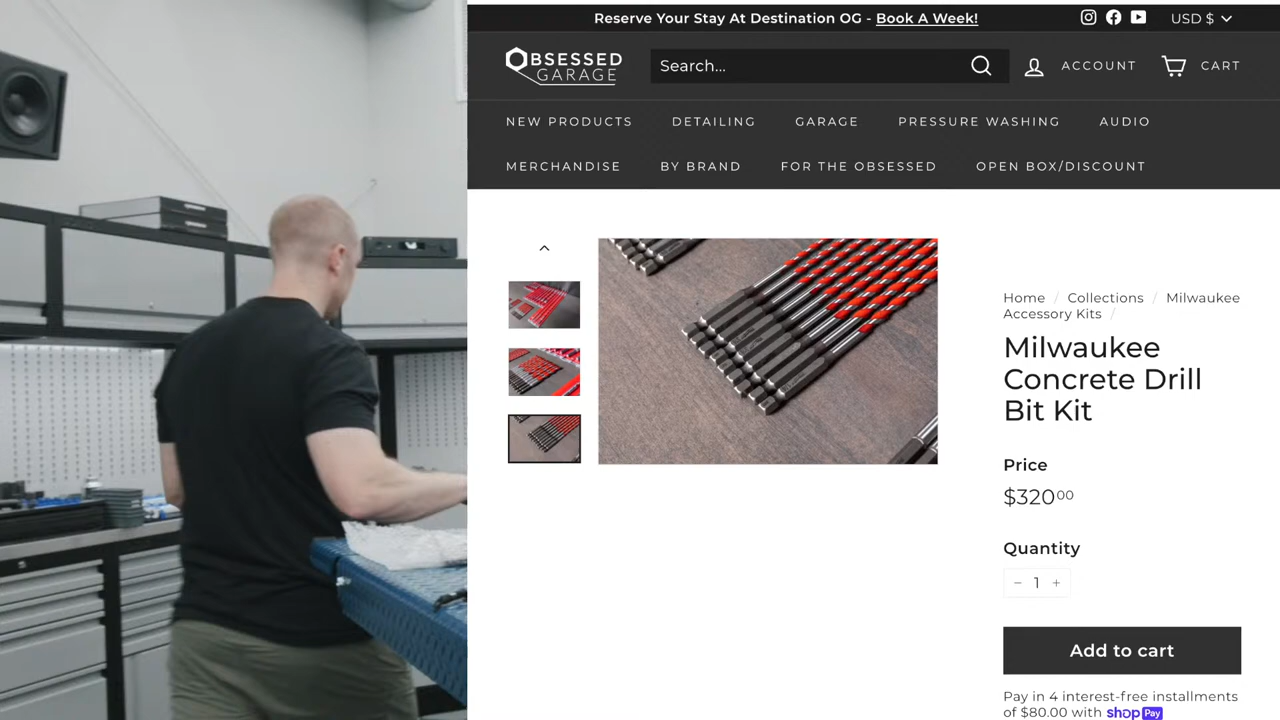 Reserve Your Stay At Destination OG - Book A Week!
USD $
OBSESSED
GARAGE
Search...
ACCOUNT
CART
NEW PRODUCTS
DETAILING
GARAGE
PRESSURE WASHING
AUDIO
MERCHANDISE
BY BRAND
FOR THE OBSESSED
OPEN BOX/DISCOUNT
Home / Collections / Milwaukee
Accessory Kits /
Milwaukee
Concrete Drill
Bit Kit
Price
$320 00
Quantity
− 1 +
Add to cart
Pay in 4 interest-free installments
of $80.00 with shop Pay